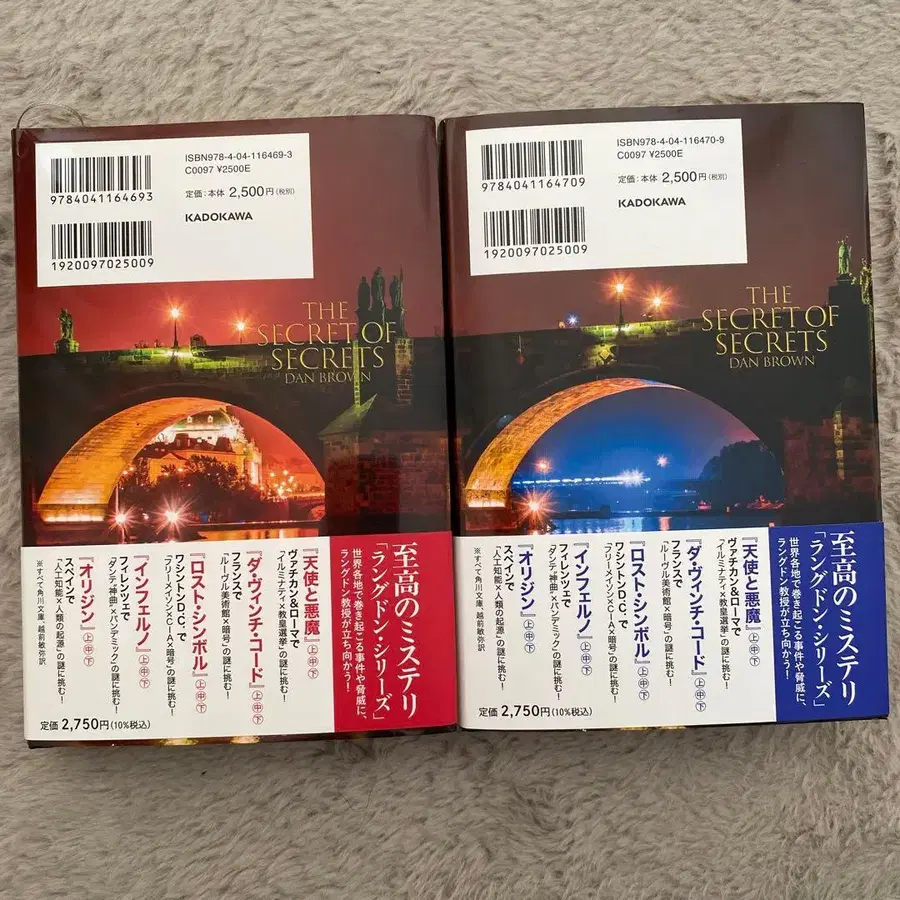 9784041164693
1920097025009
ISBN978-4-04-116469-3
C0097 ¥2500E
定価:本体2,500円(税別)
KADOKAWA
THE
SECRET OF
SECRETS
DAN BROWN
至高のミステリ
「ラングドン・シリーズ」
世界各地で巻き起こる事件や脅威に、
ラングドン教授が立ち向かう!
『天使と悪魔』上中下
ヴァチカン&ローマで
「イルミナティ×教皇選挙」の謎に挑む!
『ダ・ヴィンチ・コード』上中下
フランスで
「ルーヴル美術館×暗号」の謎に挑む!
『ロスト・シンボル』上中下
ワシントンD.C.で
「フリーメイソン×CIA×暗号」の謎に挑む!
『インフェルノ』上中下
フィレンツェで
「ダンテ『神曲』×パンデミック」の謎に挑む!
『オリジン』上中下
スペインで
「人工知能×人類の起源」の謎に挑む!
※すべて角川文庫、越前敏弥訳
定価2,750円(10%税込)
9784041164709
1920097025009
ISBN978-4-04-116470-9
C0097 ¥2500E
定価:本体2,500円(税別)
KADOKAWA
THE
SECRET OF
SECRETS
DAN BROWN
至高のミステリ
「ラングドン・シリーズ」
世界各地で巻き起こる事件や脅威に、
ラングドン教授が立ち向かう!
『天使と悪魔』上中下
ヴァチカン&ローマで
「イルミナティ×教皇選挙」の謎に挑む!
『ダ・ヴィンチ・コード』上中下
フランスで
「ルーヴル美術館×暗号」の謎に挑む!
『ロスト・シンボル』上中下
ワシントンD.C.で
「フリーメイソン×CIA×暗号」の謎に挑む!
『インフェルノ』上中下
フィレンツェで
「ダンテ『神曲』×パンデミック」の謎に挑む!
『オリジン』上中下
スペインで
「人工知能×人類の起源」の謎に挑む!
※すべて角川文庫、越前敏弥訳
定価2,750円(10%税込)